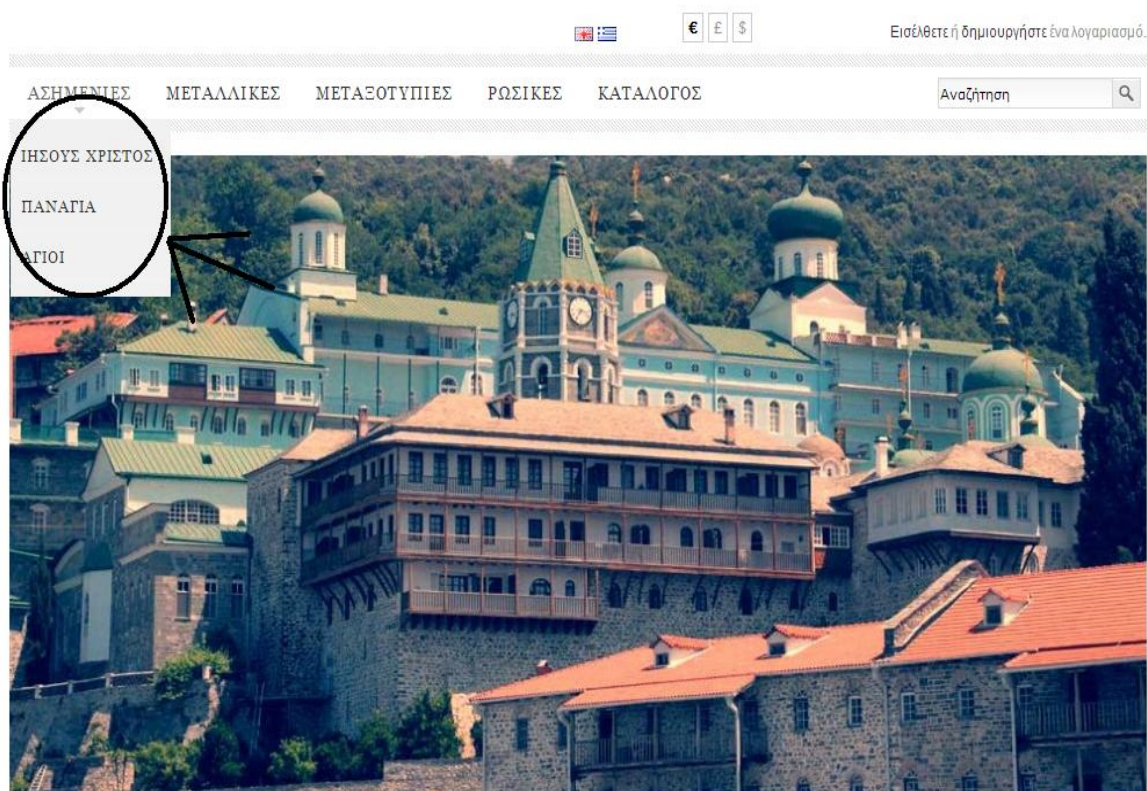 € £ $
Εισέλθετε ή δημιουργήστε ένα λογαριασμό.
ΑΣΗΜΕΝΙΕΣ ΜΕΤΑΛΛΙΚΕΣ ΜΕΤΑΞΟΤΥΠΙΕΣ ΡΩΣΙΚΕΣ ΚΑΤΑΛΟΓΟΣ Αναζήτηση
ΙΗΣΟΥΣ ΧΡΙΣΤΟΣ
ΠΑΝΑΓΙΑ
ΑΓΙΟΙ